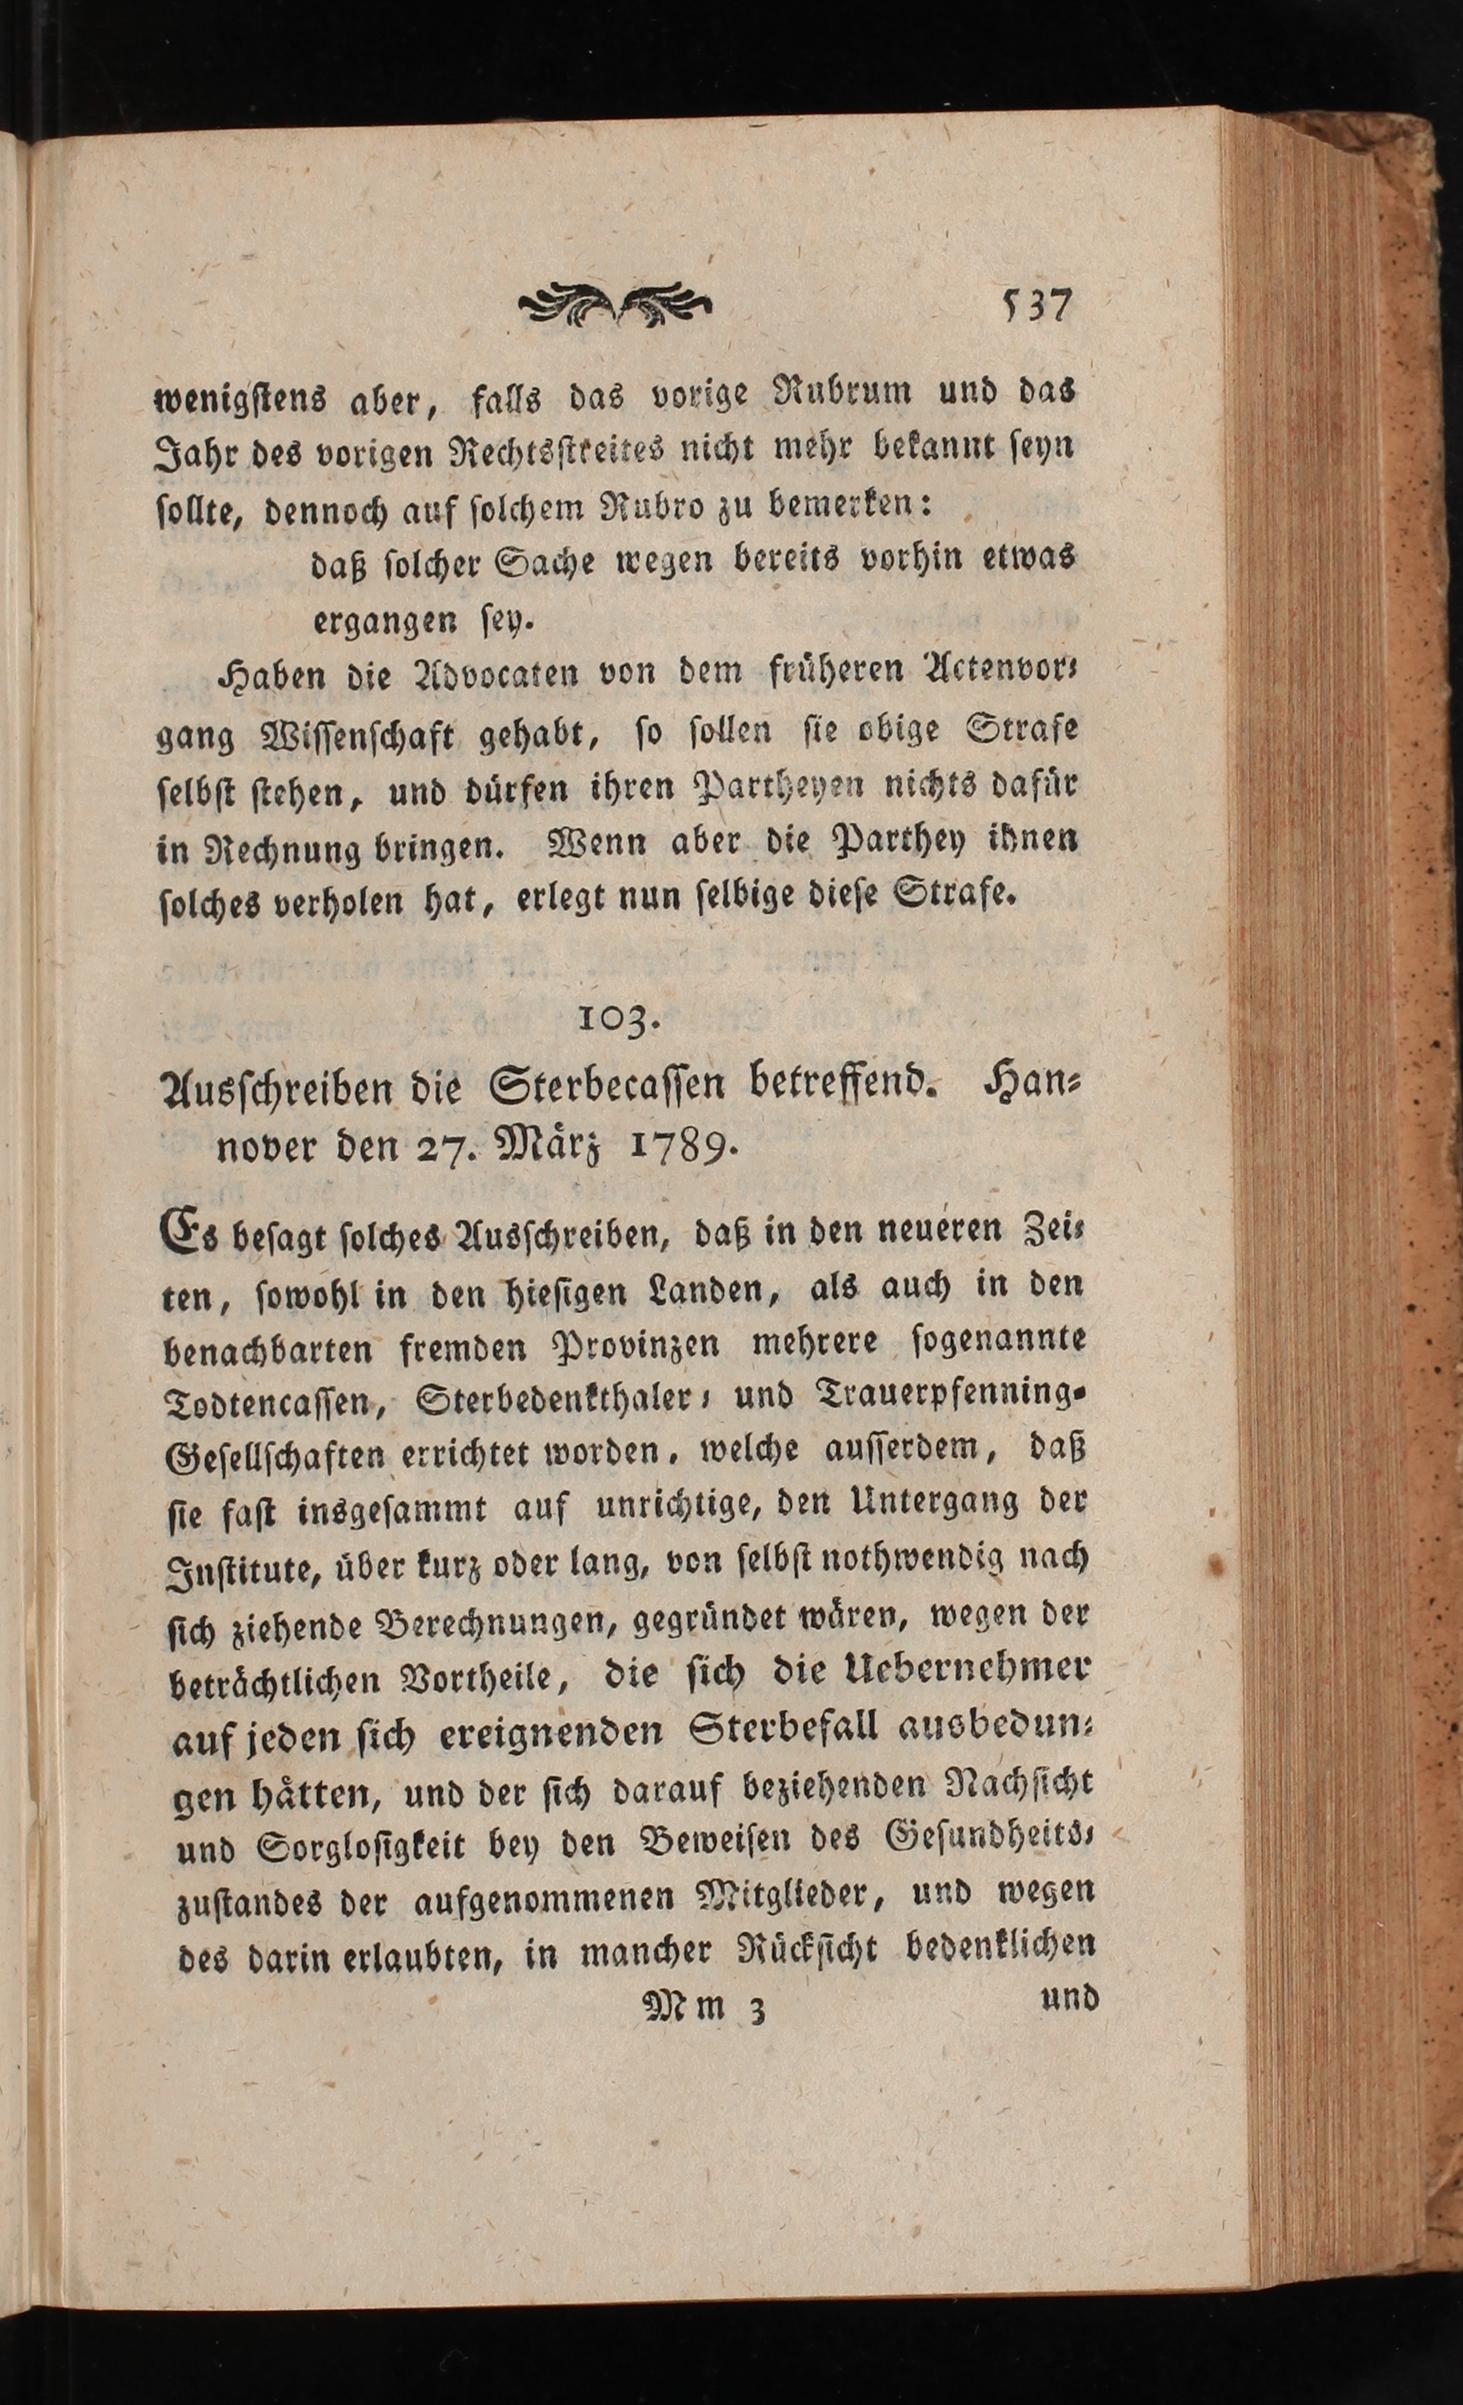 537
wenigſtens aber, falls das vorige Rubrum und das
Jahr des vorigen Rechtsſtreites nicht mehr bekannt ſeyn
ſollte, dennoch auf ſolchem Rubro zu bemerken:
daß ſolcher Sache wegen bereits vorhin etwas
ergangen ſey.
Haben die Advocaten von dem früheren Actenvor⸗
gang Wiſſenſchaft gehabt, ſo ſollen ſie obige Strafe
ſelbſt ſtehen, und dürfen ihren Partheyen nichts dafür
in Rechnung bringen. Wenn aber die Parthey ihnen
ſolches verholen hat, erlegt nun ſelbige dieſe Strafe.
103.
Ausſchreiben die Sterbecaſſen betreffend. Han⸗
nover den 27. März 1789.
Es beſagt ſolches Ausſchreiben, daß in den neueren Zei⸗
ten, ſowohl in den hieſigen Landen, als auch in den
benachbarten fremden Provinzen mehrere ſogenannte
Todtencaſſen, Sterbedenkthaler⸗ und Trauerpfenning⸗
Geſellſchaften errichtet worden, welche auſſerdem, daß
ſie faſt insgeſammt auf unrichtige, den Untergang der
Inſtitute, über kurz oder lang, von ſelbſt nothwendig nach
ſich ziehende Berechnungen, gegründet wären, wegen der
beträchtlichen Vortheile, die ſich die Uebernehmer
auf jeden ſich ereignenden Sterbefall ausbedun⸗
gen hätten, und der ſich darauf beziehenden Nachſicht
und Sorgloſigkeit bey den Beweiſen des Geſundheits⸗
zuſtandes der aufgenommenen Mitglieder, und wegen
des darin erlaubten, in mancher Rückſicht bedenklichen
Mm 3 und